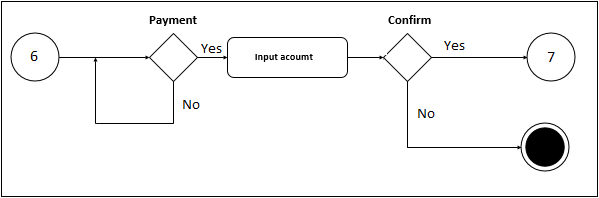 Payment
Confirm
6
Yes
Input acoumt
Yes
7
No
No